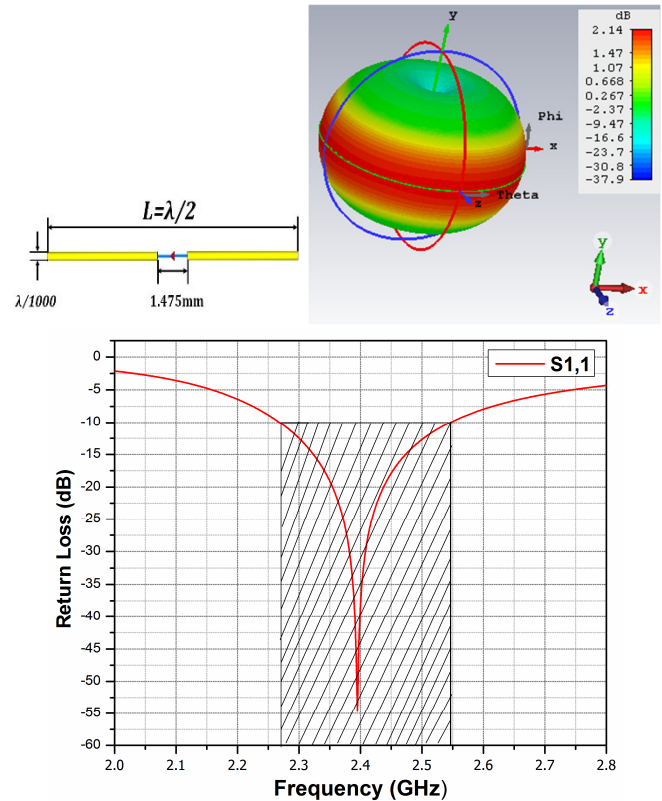 L=λ/2
λ/1000
1.475mm
y
Phi
x
Theta
z
dB
2.14
1.47
1.07
0.668
0.267
-2.37
-9.47
-16.6
-23.7
-30.8
-37.9
y
x
z
S1,1
0
-5
-10
-15
-20
-25
-30
-35
-40
-45
-50
-55
-60
Return Loss (dB)
2.0 2.1 2.2 2.3 2.4 2.5 2.6 2.7 2.8
Frequency (GHz)